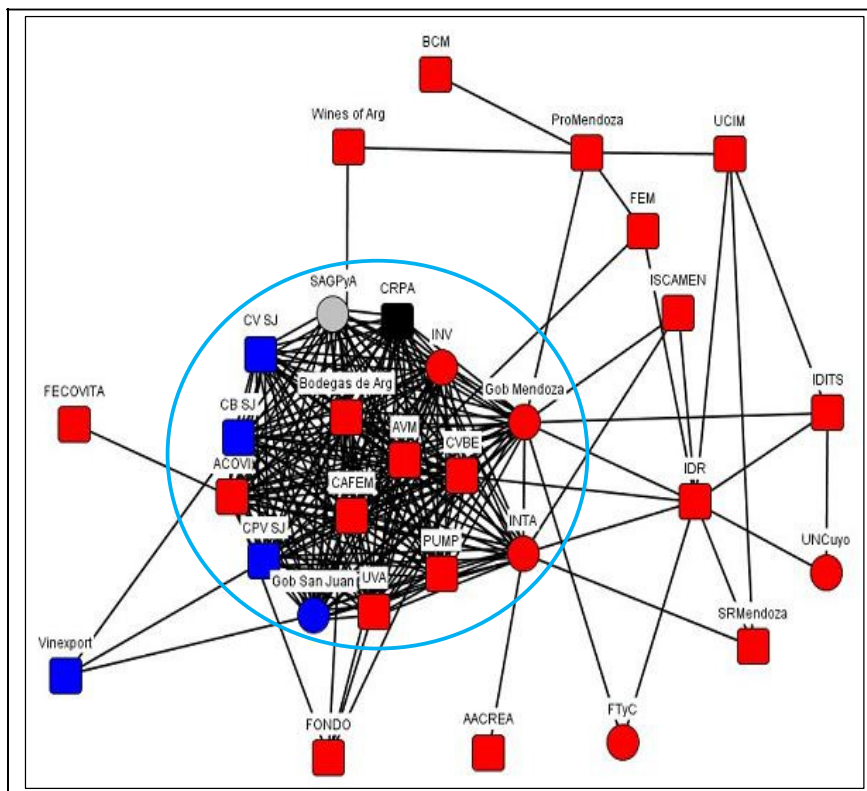 BCM
Wines of Arg
ProMendoza
UCIM
FEM
ISCAMEN
SAGPyA
CRPA
CV SJ
INV
Bodegas de Arg
Gob Mendoza
IDITS
FECOVITA
CB SJ
AVM
CVBE
ACOVI
CAFEM
IDR
CPV SJ
INTA
PUMP
UNCuyo
Gob San Juan
UVA
SRMendoza
Vinexport
FONDO
AACREA
FTyC